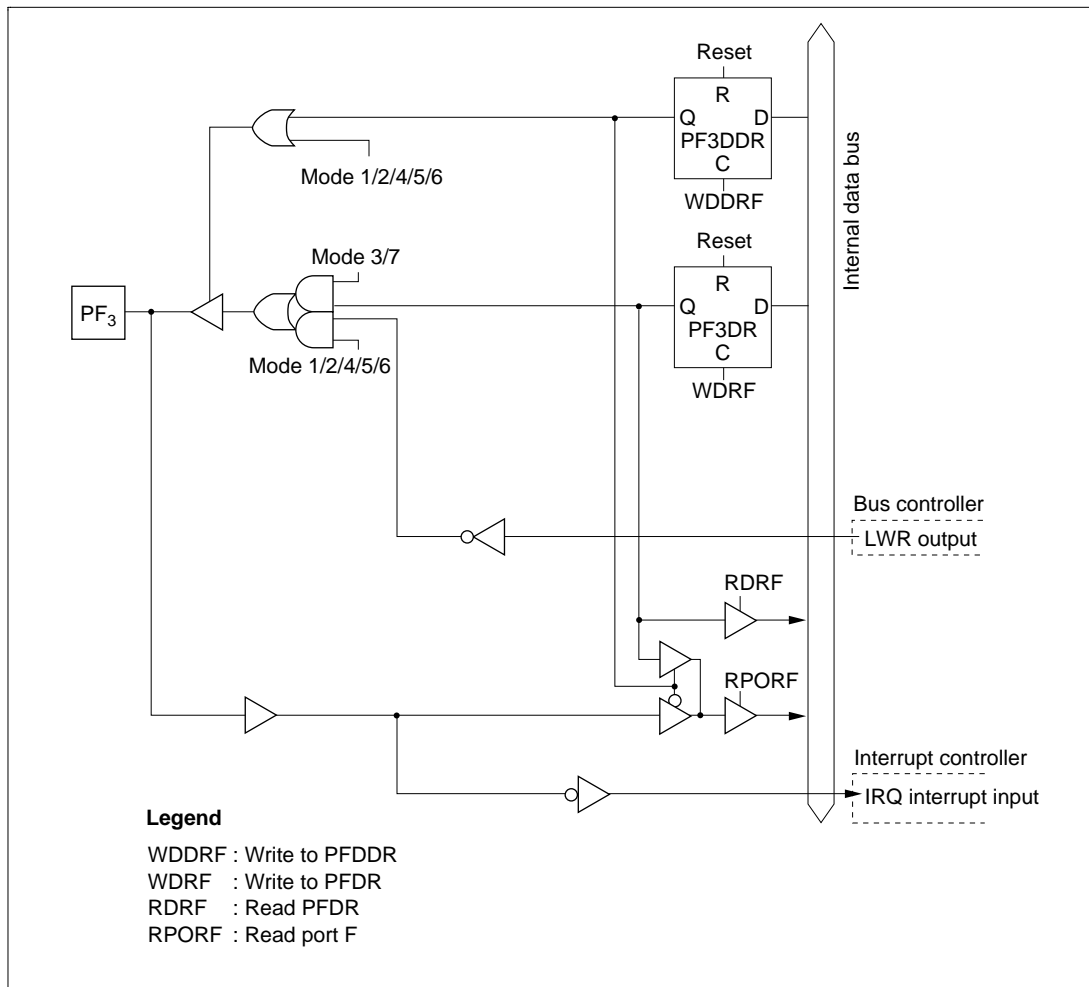 Reset
R
Q D
PF3DDR
C
WDDRF
Mode 1/2/4/5/6
Internal data bus
Reset
Mode 3/7
R
Q D
PF3DR
C
WDRF
PF3
Mode 1/2/4/5/6
Bus controller
LWR output
RDRF
RPORF
Interrupt controller
IRQ interrupt input
Legend
WDDRF : Write to PFDDR
WDRF : Write to PFDR
RDRF : Read PFDR
RPORF : Read port F